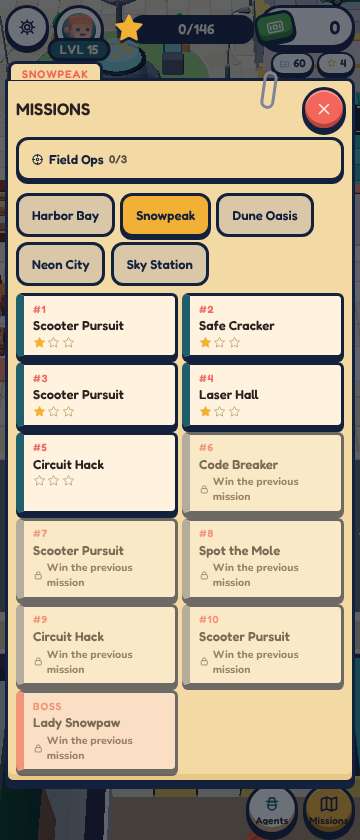 LVL 15
0/146
0
60
4
SNOWPEAK
MISSIONS
Field Ops 0/3
Harbor Bay
Snowpeak
Dune Oasis
Neon City
Sky Station
#1
Scooter Pursuit
#2
Safe Cracker
#3
Scooter Pursuit
#4
Laser Hall
#5
Circuit Hack
#6
Code Breaker
Win the previous
mission
#7
Scooter Pursuit
Win the previous
mission
#8
Spot the Mole
Win the previous
mission
#9
Circuit Hack
Win the previous
mission
#10
Scooter Pursuit
Win the previous
mission
BOSS
Lady Snowpaw
Win the previous
mission
Agents
Missions